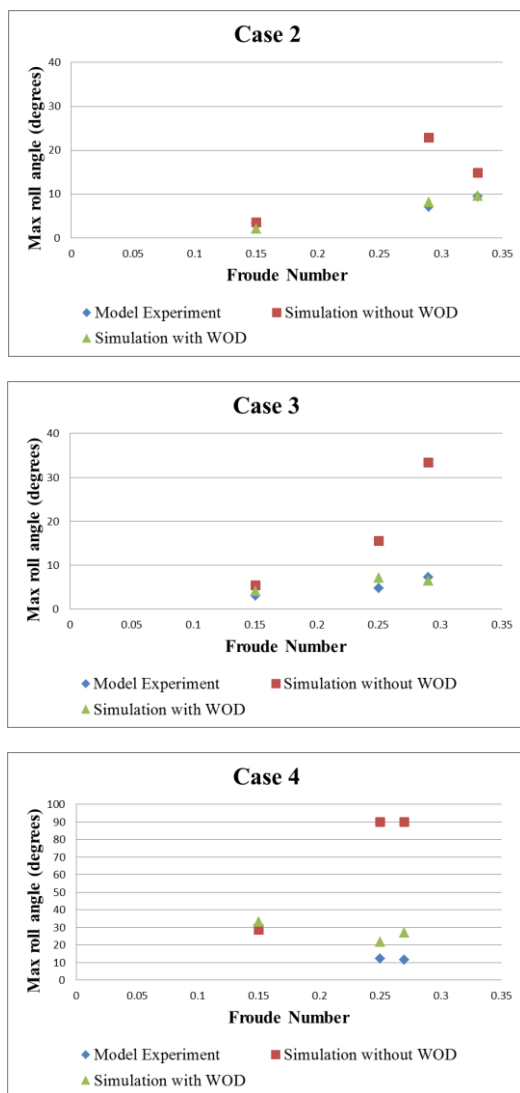 Case 2
Max roll angle (degrees)
40
30
20
10
0
0 0.05 0.1 0.15 0.2 0.25 0.3 0.35
Froude Number
Model Experiment Simulation without WOD
Simulation with WOD
Case 3
Max roll angle (degrees)
40
30
20
10
0
0 0.05 0.1 0.15 0.2 0.25 0.3 0.35
Froude Number
Model Experiment Simulation without WOD
Simulation with WOD
Case 4
Max roll angle (degrees)
100
90
80
70
60
50
40
30
20
10
0
0 0.05 0.1 0.15 0.2 0.25 0.3 0.35
Froude Number
Model Experiment Simulation without WOD
Simulation with WOD